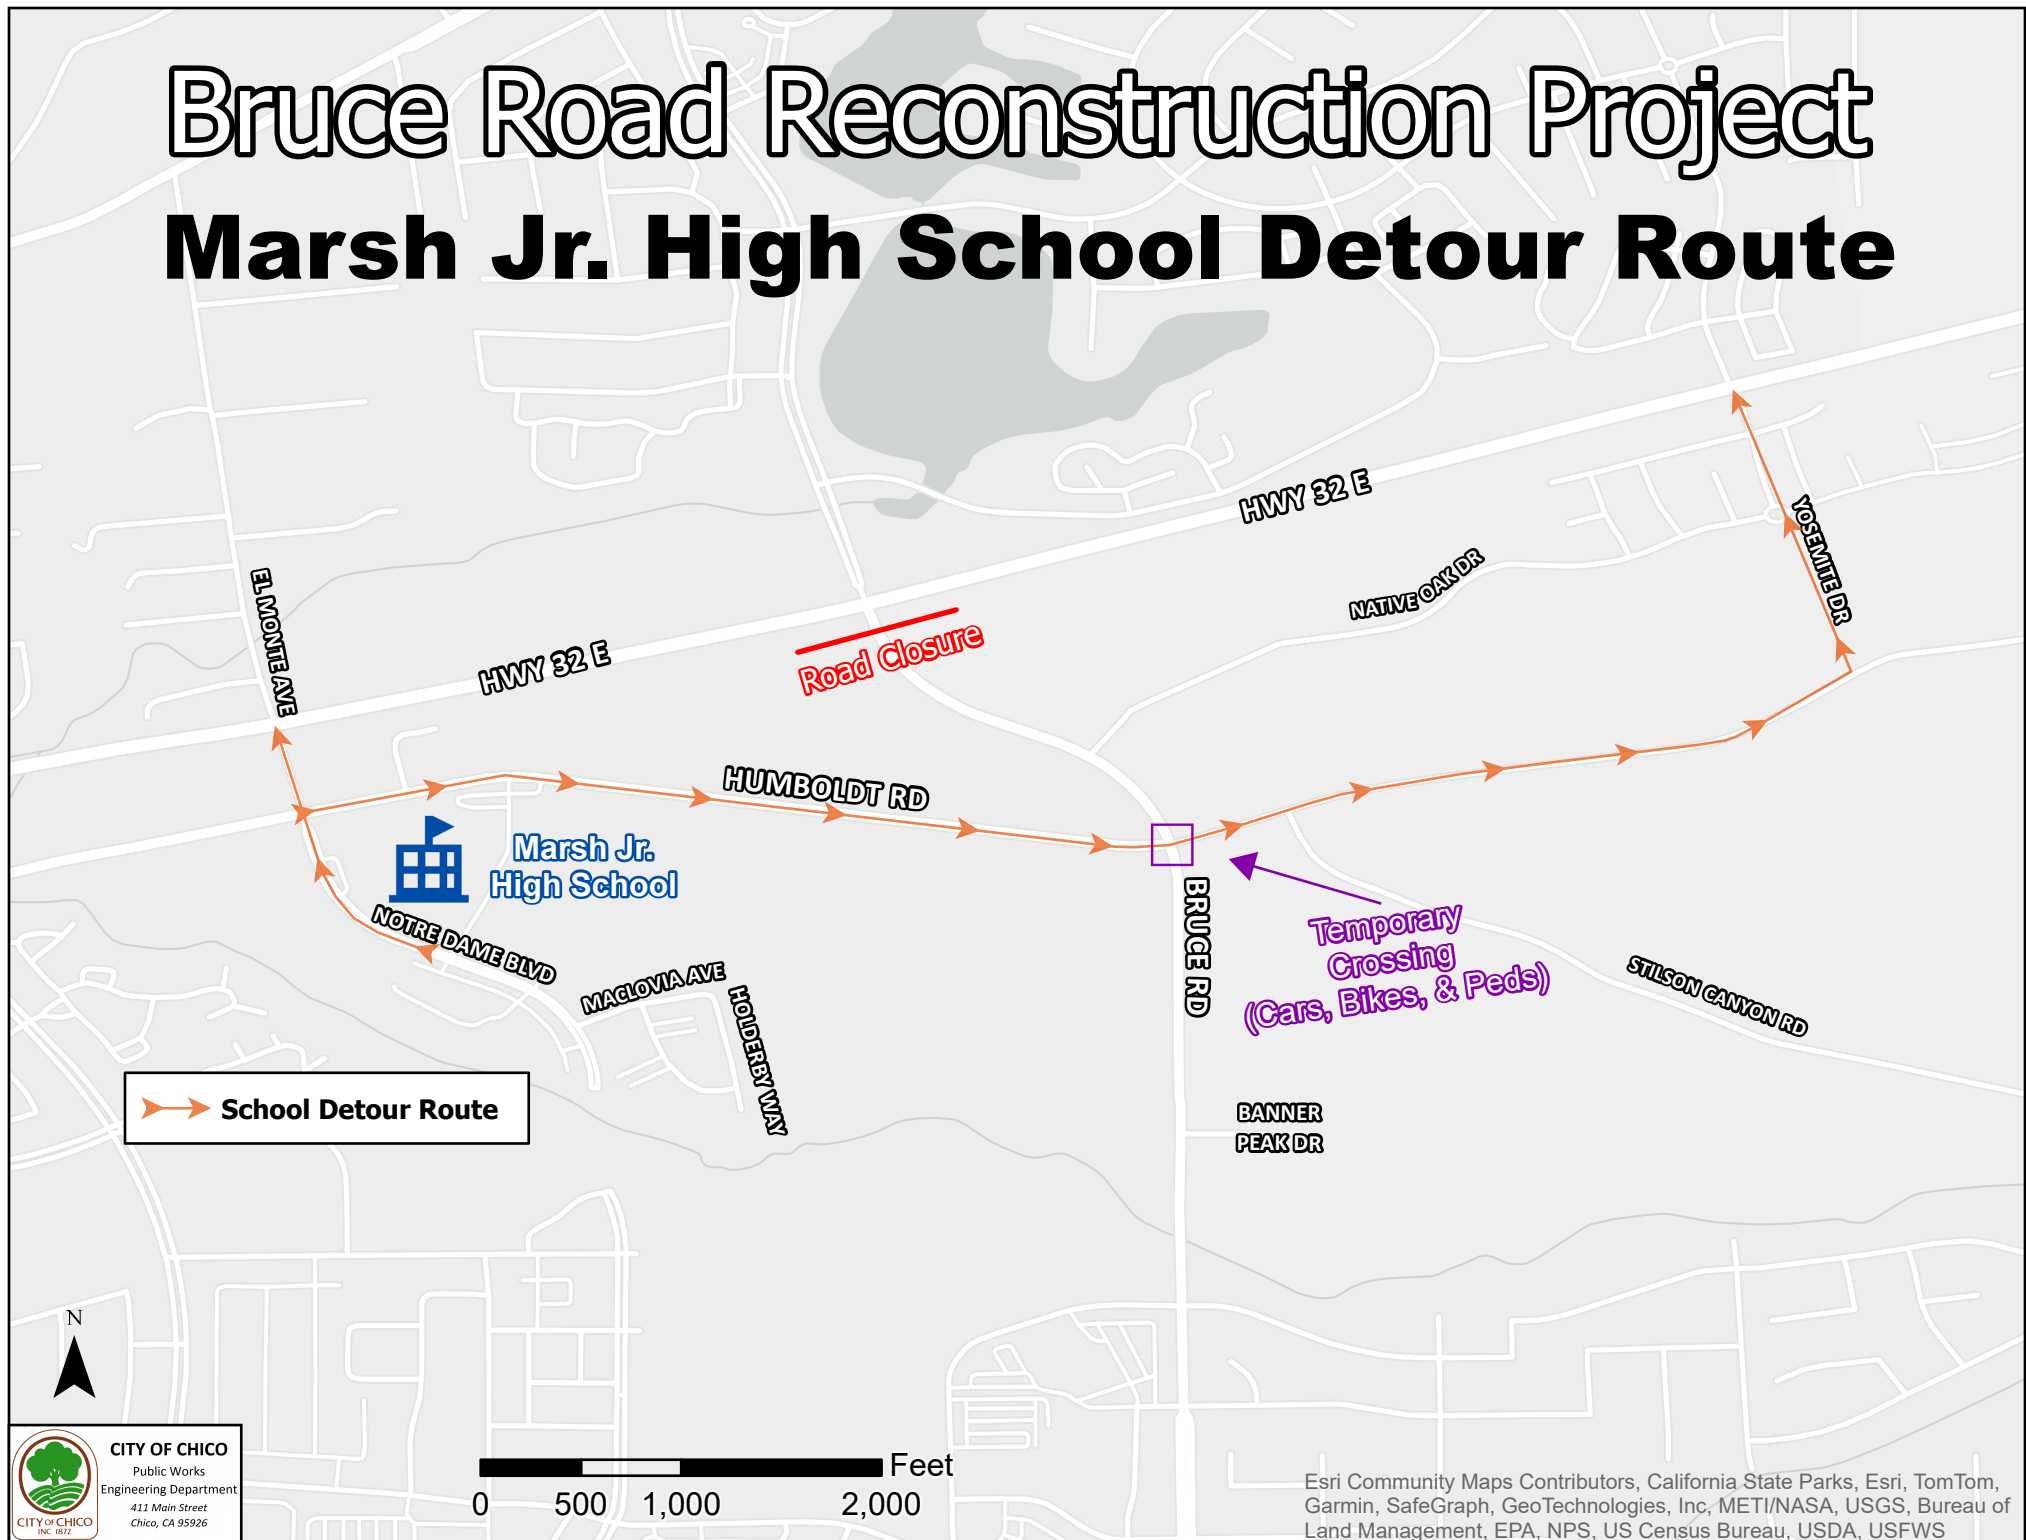 Bruce Road Reconstruction Project
Marsh Jr. High School Detour Route
HWY 32 E
NATIVE OAK DR
YOSEMITE DR
EL MONTE AVE
HWY 32 E
Road Closure
HUMBOLDT RD
Marsh Jr.
High School
NOTRE DAME BLVD
MACLOVIA AVE
HOLDERBY WAY
BRUCE RD
Temporary
Crossing
(Cars, Bikes, & Peds)
STILSON CANYON RD
BANNER
PEAK DR
School Detour Route
N
CITY OF CHICO
Public Works
Engineering Department
411 Main Street
Chico, CA 95926
CITY OF CHICO
INC. 1872
Feet
0 500 1,000 2,000
Esri Community Maps Contributors, California State Parks, Esri, TomTom,
Garmin, SafeGraph, GeoTechnologies, Inc, METI/NASA, USGS, Bureau of
Land Management, EPA, NPS, US Census Bureau, USDA, USFWS